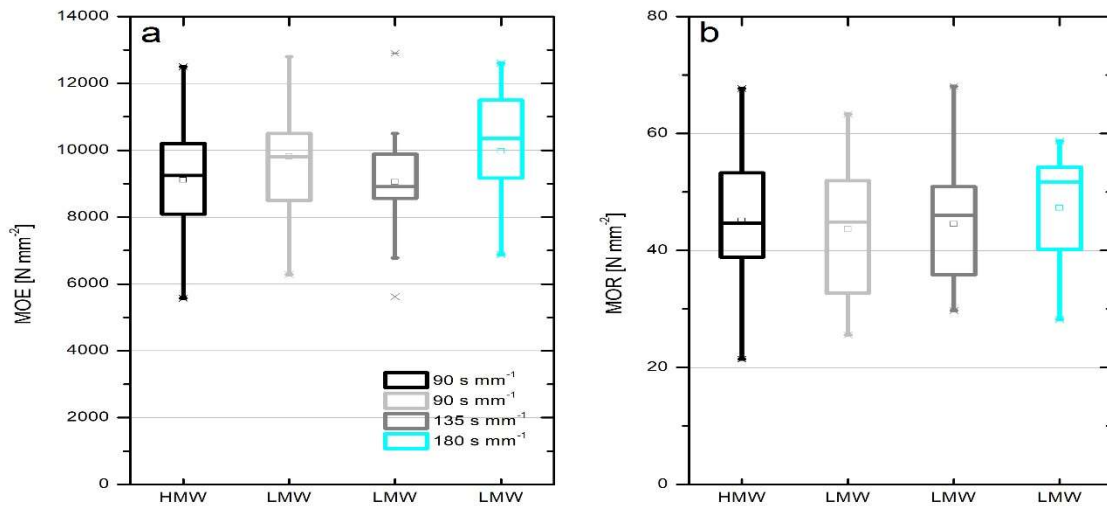 a
MOE [N mm⁻¹]
14000
12000
10000
8000
6000
4000
2000
0
90 s mm⁻¹
90 s mm⁻¹
135 s mm⁻¹
180 s mm⁻¹
HMW LMW LMW LMW
b
MOR [N mm⁻²]
80
60
40
20
0
HMW LMW LMW LMW